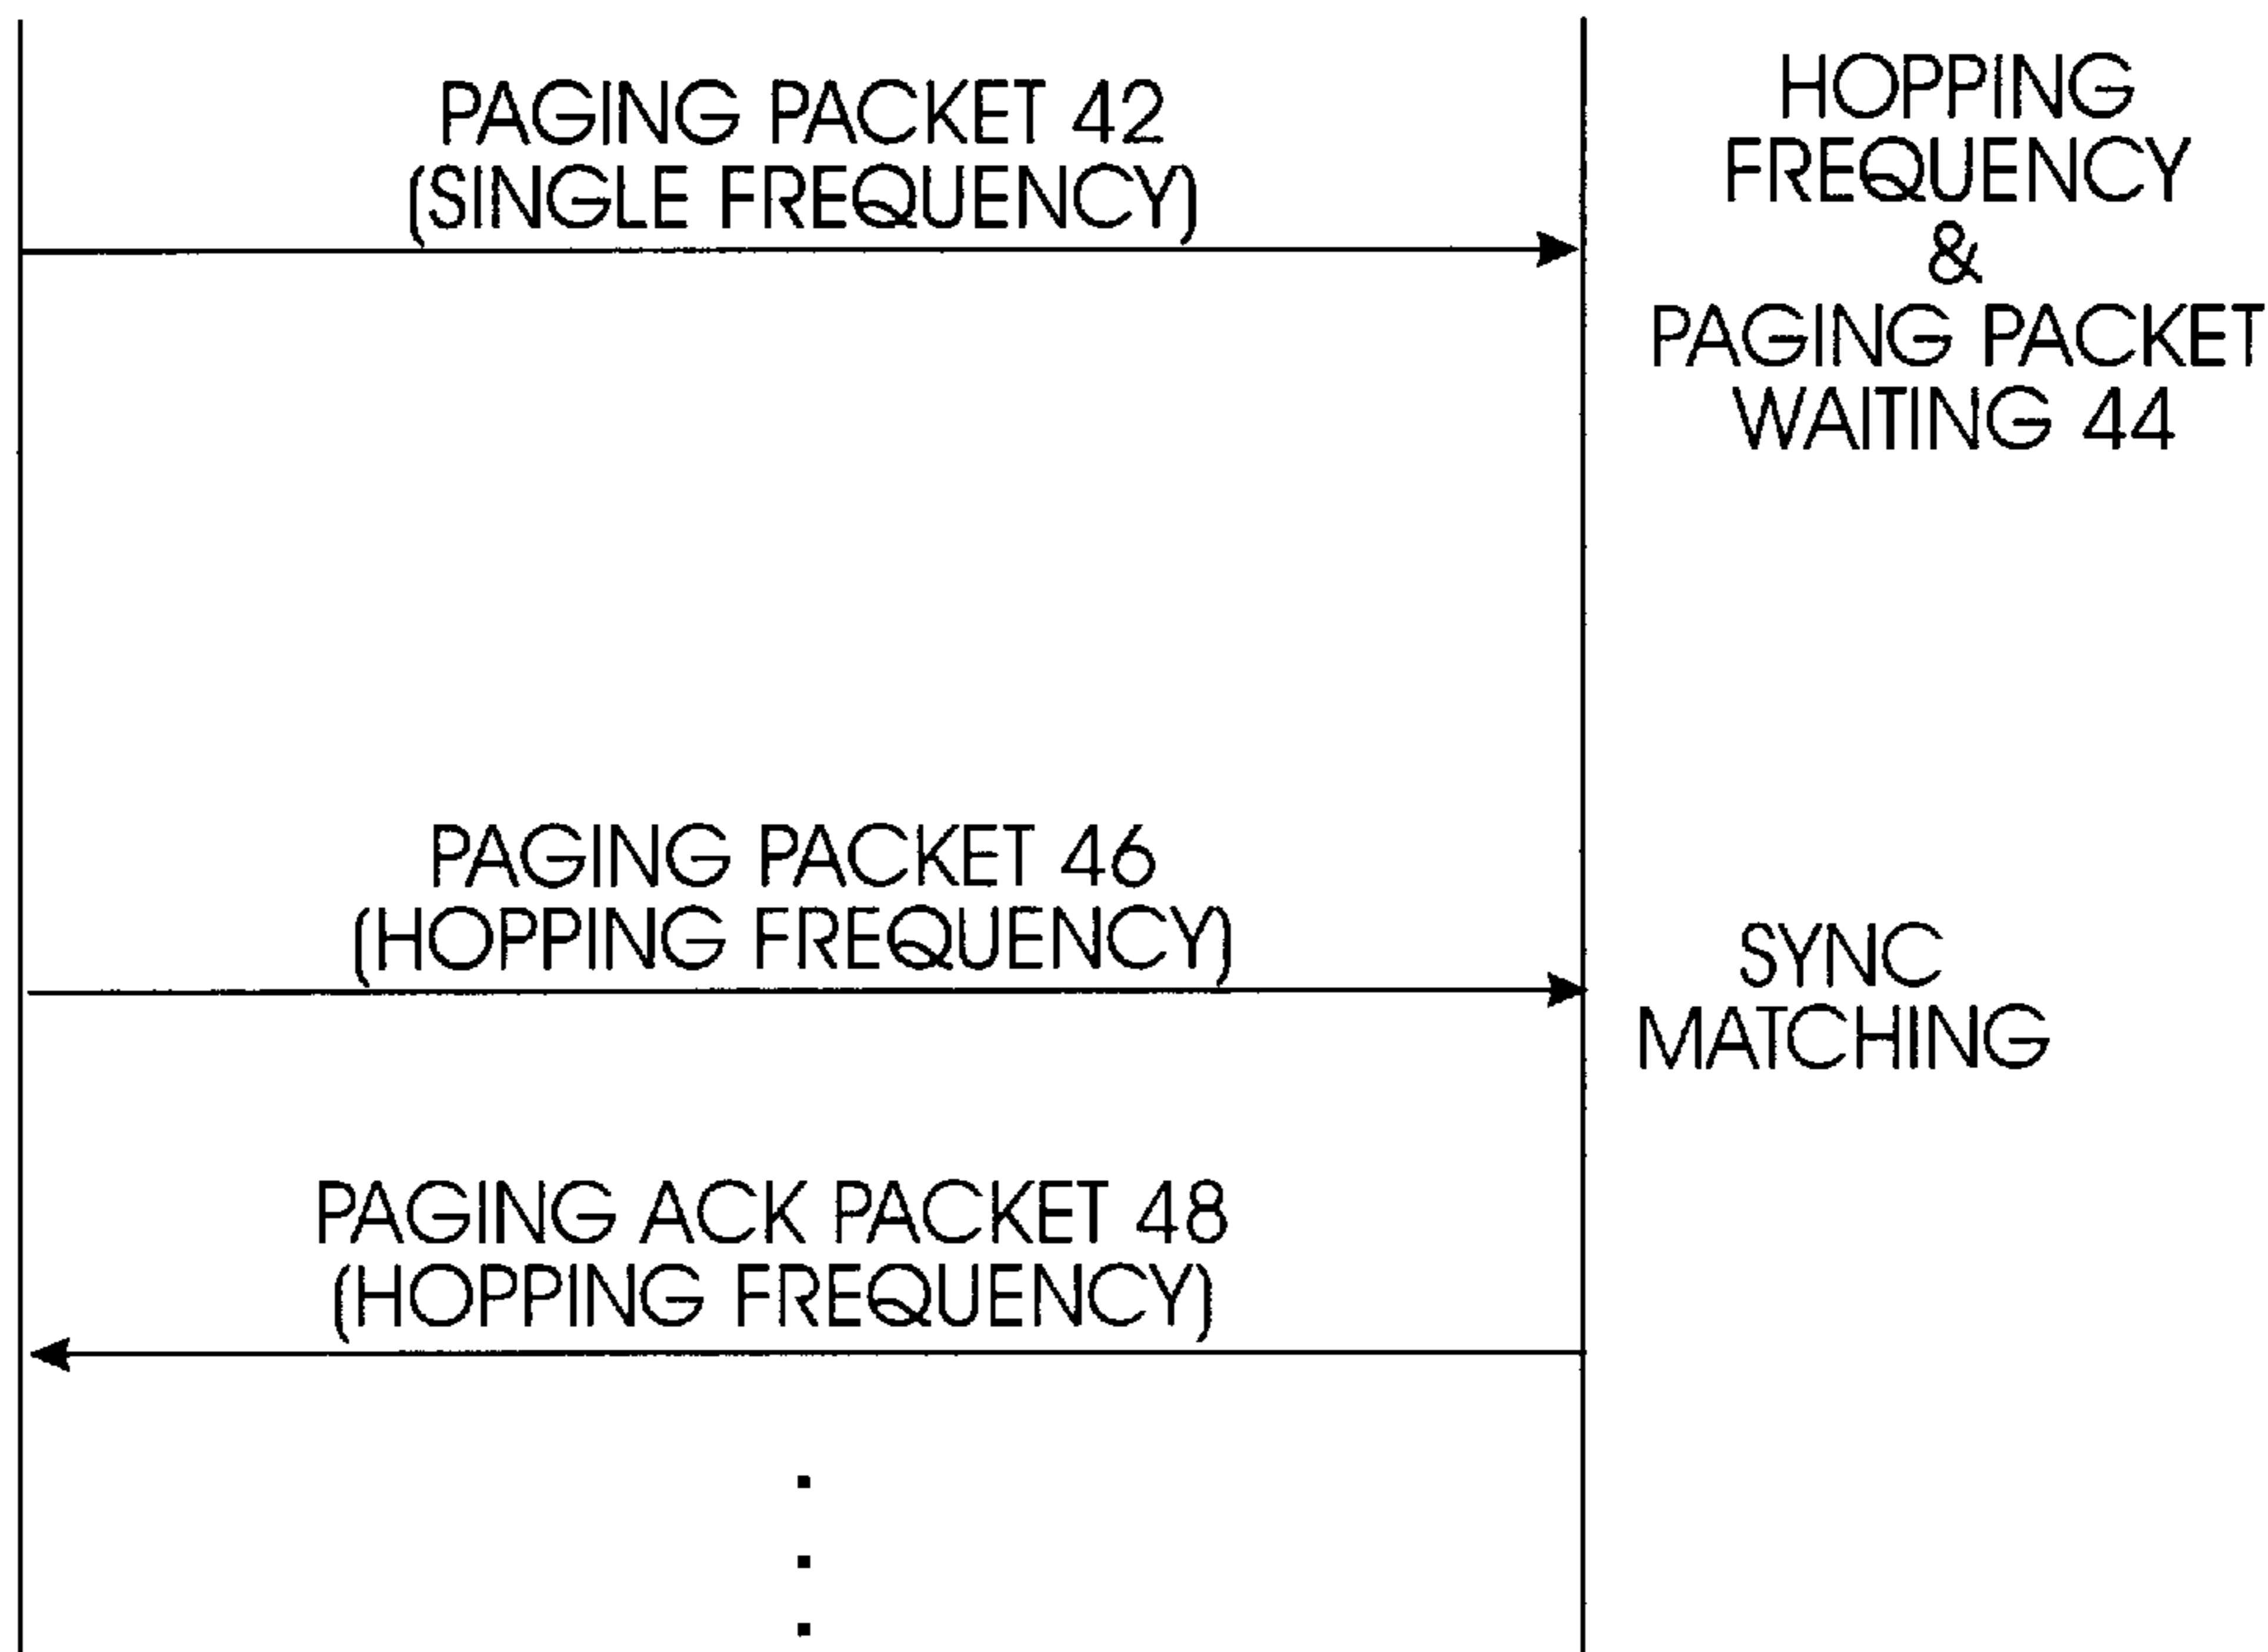 PAGING PACKET 42
(SINGLE FREQUENCY)
HOPPING
FREQUENCY
&
PAGING PACKET
WAITING 44
PAGING PACKET 46
(HOPPING FREQUENCY)
SYNC
MATCHING
PAGING ACK PACKET 48
(HOPPING FREQUENCY)